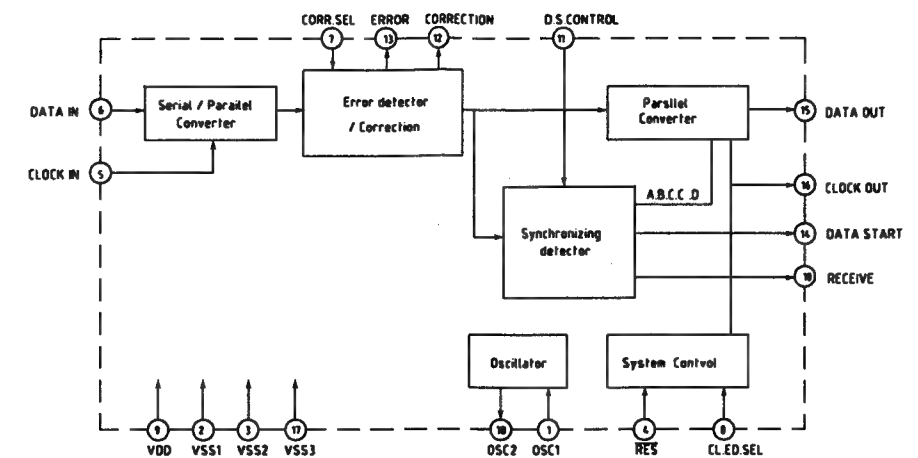 CORR.SEL ERROR CORRECTION D.S.CONTROL
7 13 12 11
DATA IN 6
Serial / Parallel
Converter
Error detector
/ Correction
Parsllel
Converter
15 DATA OUT
CLOCK IN 5
A.B.C.C.D
16 CLOCK OUT
Synchronizing
detector
14 DATA START
10 RECEIVE
Oscillator
System Contvol
9 2 3 17 18 1 4 8
VDD VSS1 VSS2 VSS3 OSC2 OSC1 RES CL.ED.SEL